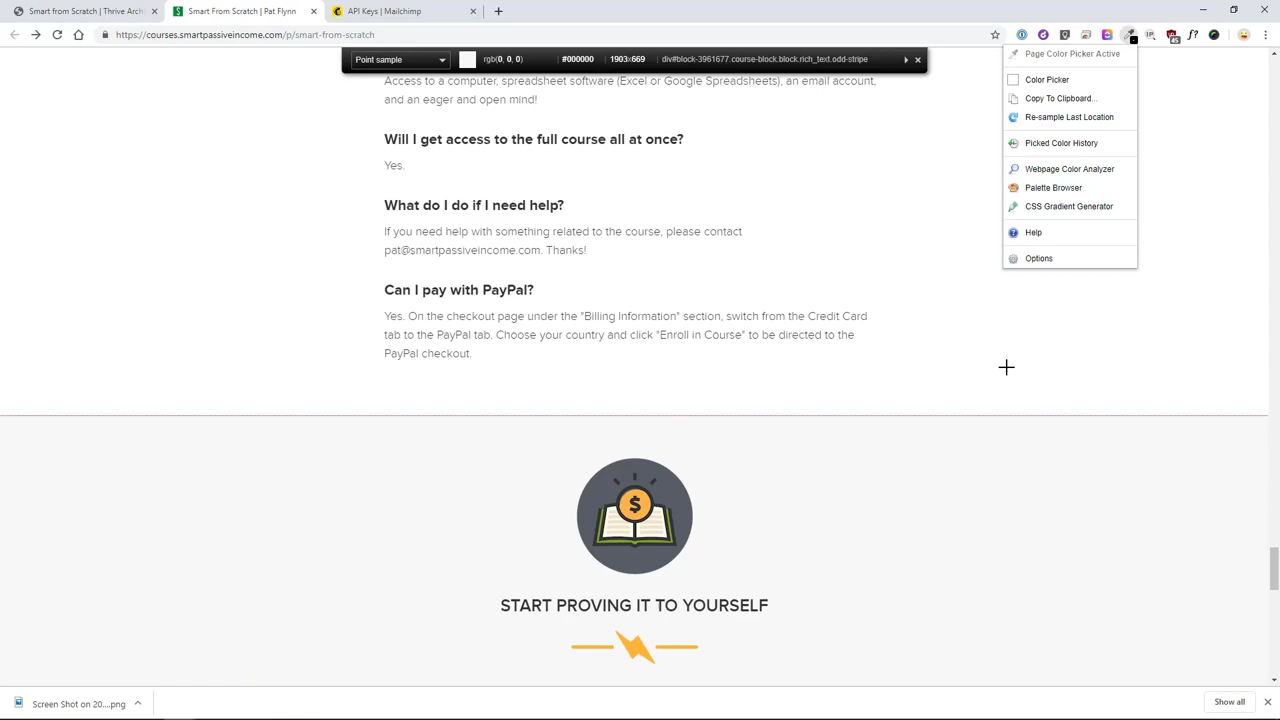 Smart from Scratch | Thrive Arch
Smart From Scratch | Pat Flynn
API Keys | Mailchimp
https://courses.smartpassiveincome.com/p/smart-from-scratch
Point sample
rgb(0, 0, 0)
#000000
1903x669
div#block-3961677.course-block.block.rich_text.odd-stripe
Page Color Picker Active
Color Picker
Copy To Clipboard...
Re-sample Last Location
Picked Color History
Webpage Color Analyzer
Palette Browser
CSS Gradient Generator
Help
Options
Access to a computer, spreadsheet software (Excel or Google Spreadsheets), an email account,
and an eager and open mind!
Will I get access to the full course all at once?
Yes.
What do I do if I need help?
If you need help with something related to the course, please contact
pat@smartpassiveincome.com. Thanks!
Can I pay with PayPal?
Yes. On the checkout page under the "Billing Information" section, switch from the Credit Card
tab to the PayPal tab. Choose your country and click "Enroll in Course" to be directed to the
PayPal checkout.
$
START PROVING IT TO YOURSELF
Screen Shot on 20....png
Show all